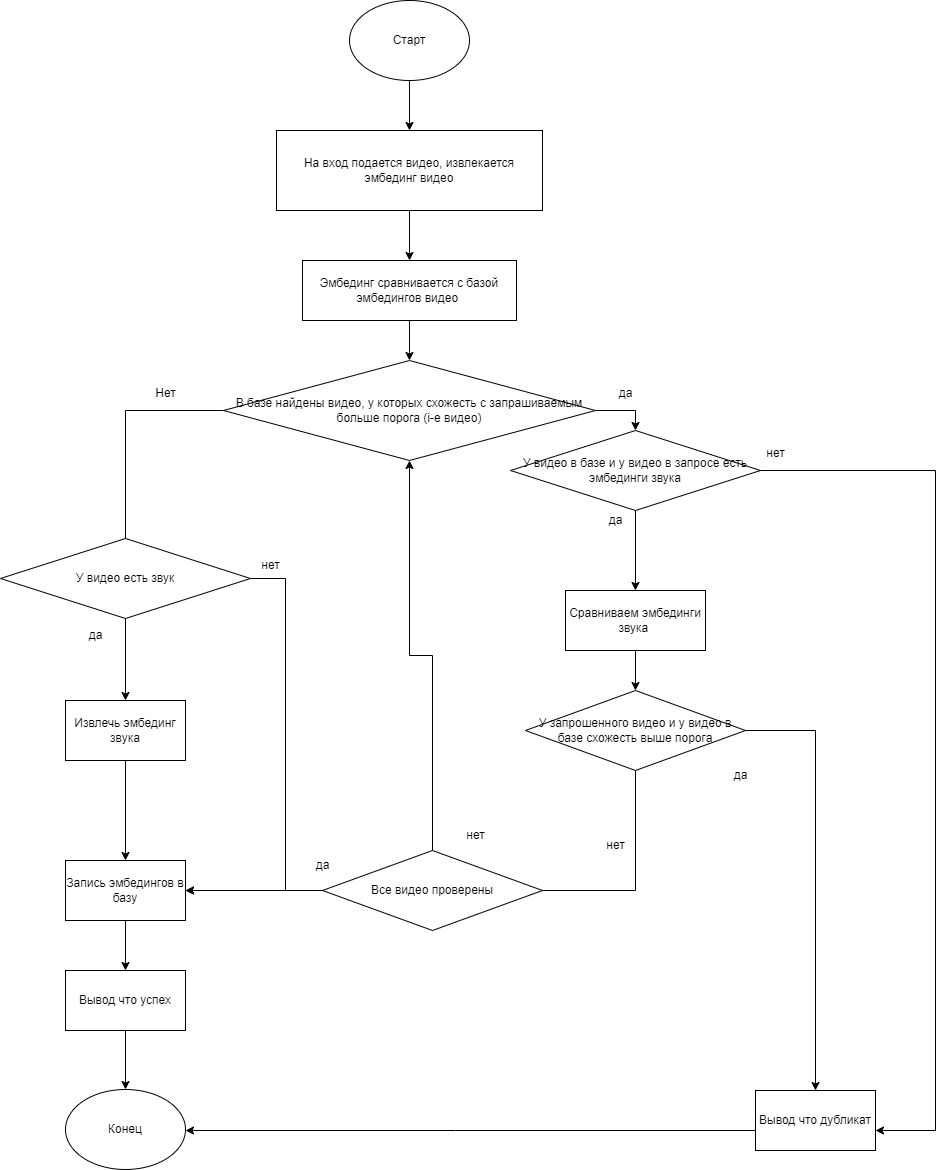 Старт
На вход подается видео, извлекается
эмбединг видео
Эмбединг сравнивается с базой
эмбедингов видео
Нет
В базе найдены видео, у которых схожесть с запрашиваемым
больше порога (i-е видео)
да
У видео в базе и у видео в запросе есть
эмбединги звука
нет
да
У видео есть звук
нет
да
Сравниваем эмбединги
звука
Извлечь эмбединг
звука
У запрошенного видео и у видео в
базе схожесть выше порога
да
нет
нет
да
Все видео проверены
Запись эмбедингов в
базу
Вывод что успех
Вывод что дубликат
Конец